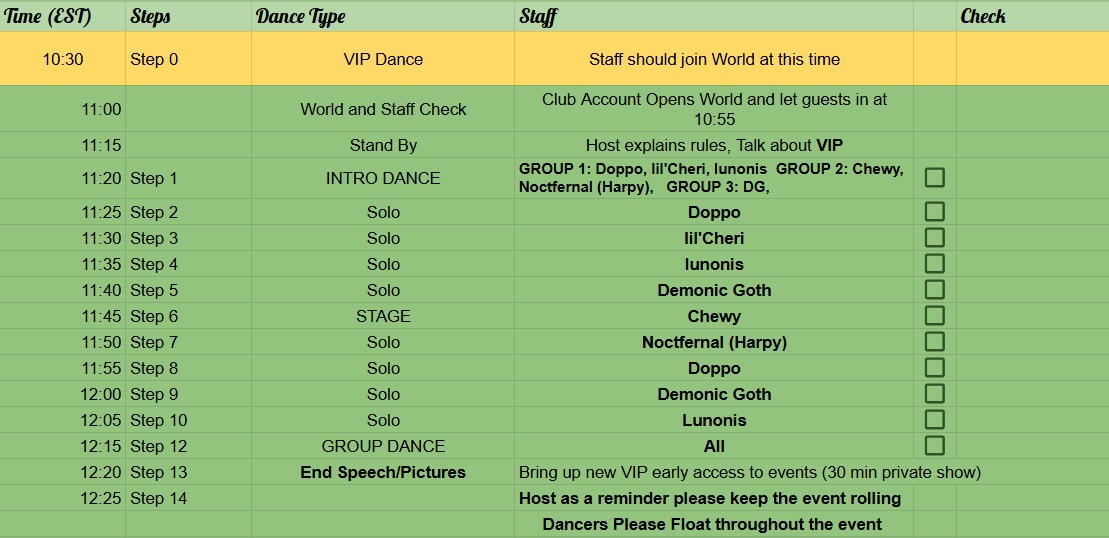 Time (EST) Steps Dance Type Staff Check
10:30 Step 0 VIP Dance Staff should join World at this time
11:00 World and Staff Check Club Account Opens World and let guests in at
10:55
11:15 Stand By Host explains rules, Talk about VIP
11:20 Step 1 INTRO DANCE GROUP 1: Doppo, lil'Cheri, lunonis GROUP 2: Chewy,
Noctfernal (Harpy), GROUP 3: DG,
11:25 Step 2 Solo Doppo
11:30 Step 3 Solo lil'Cheri
11:35 Step 4 Solo lunonis
11:40 Step 5 Solo Demonic Goth
11:45 Step 6 STAGE Chewy
11:50 Step 7 Solo Noctfernal (Harpy)
11:55 Step 8 Solo Doppo
12:00 Step 9 Solo Demonic Goth
12:05 Step 10 Solo Lunonis
12:15 Step 12 GROUP DANCE All
12:20 Step 13 End Speech/Pictures Bring up new VIP early access to events (30 min private show)
12:25 Step 14 Host as a reminder please keep the event rolling
Dancers Please Float throughout the event